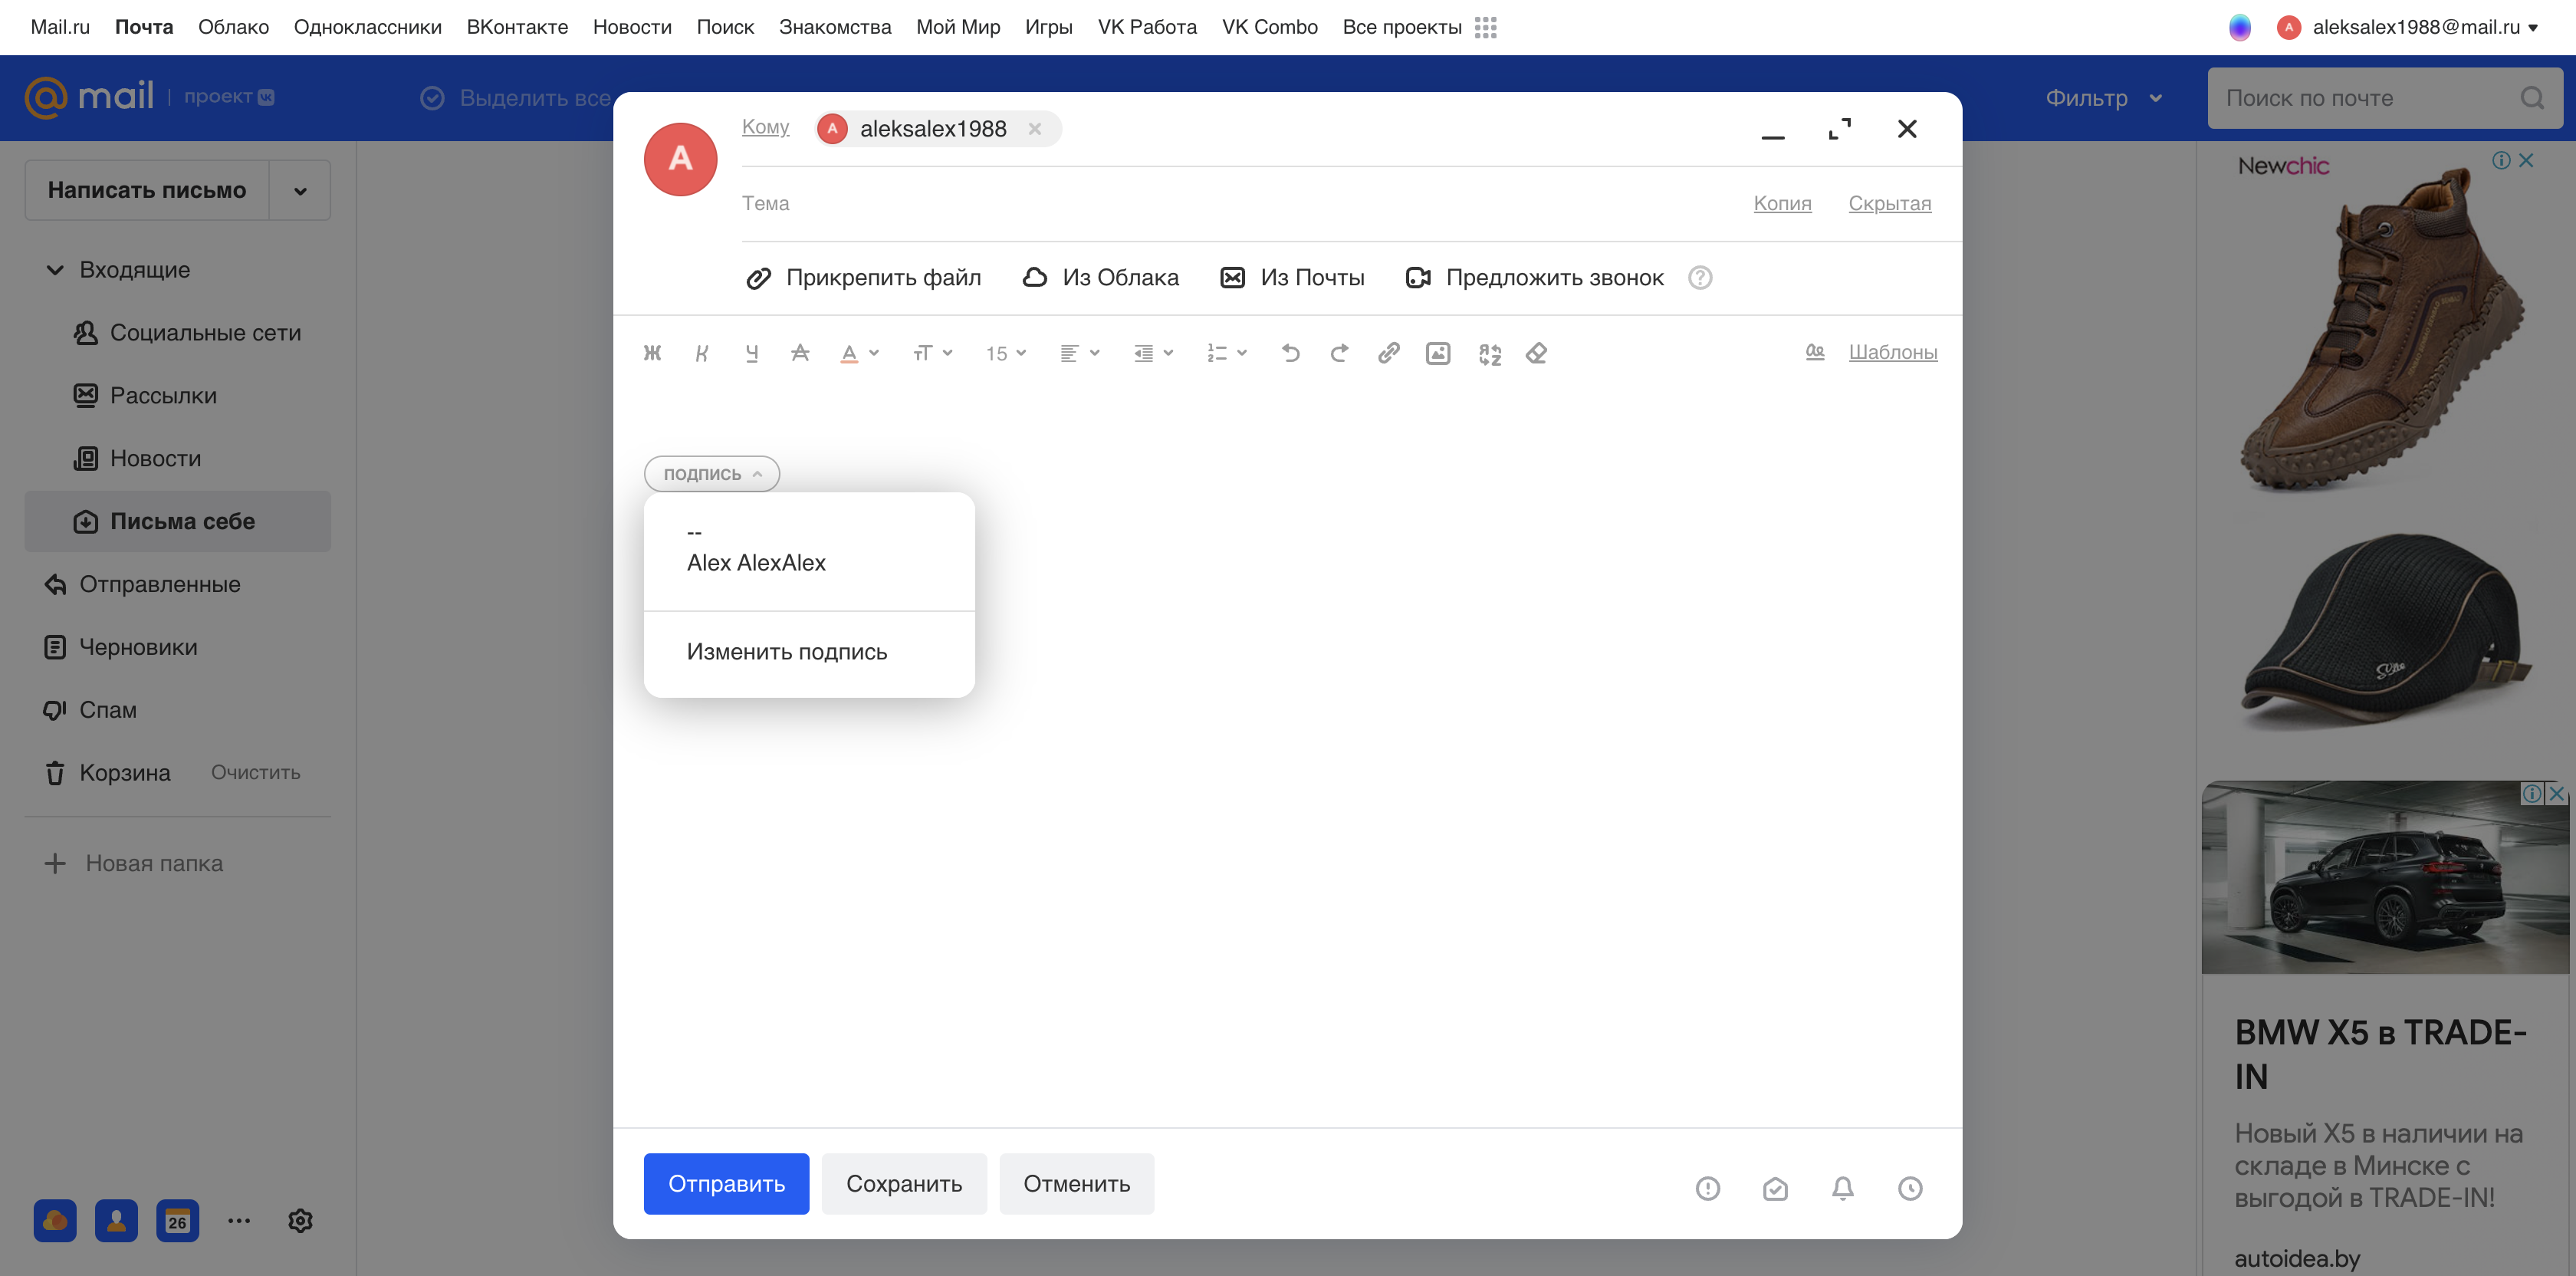 Mail.ru Почта Облако Одноклассники ВКонтакте Новости Поиск Знакомства Мой Мир Игры VK Работа VK Combo Все проекты
A aleksalex1988@mail.ru
@mail | проект VK
Выделить все
Фильтр
Поиск по почте
Написать письмо
Входящие
Социальные сети
Рассылки
Новости
Письма себе
Отправленные
Черновики
Спам
Корзина Очистить
Новая папка
26
A
Кому A aleksalex1988
Тема Копия Скрытая
Прикрепить файл Из Облака Из Почты Предложить звонок ?
Ж К Ч А А тТ 15 Шаблоны
ПОДПИСЬ
--
Alex AlexAlex
Изменить подпись
Отправить Сохранить Отменить
Newchic
BMW X5 в TRADE-
IN
Новый X5 в наличии на
складе в Минске с
выгодой в TRADE-IN!
autoidea.by